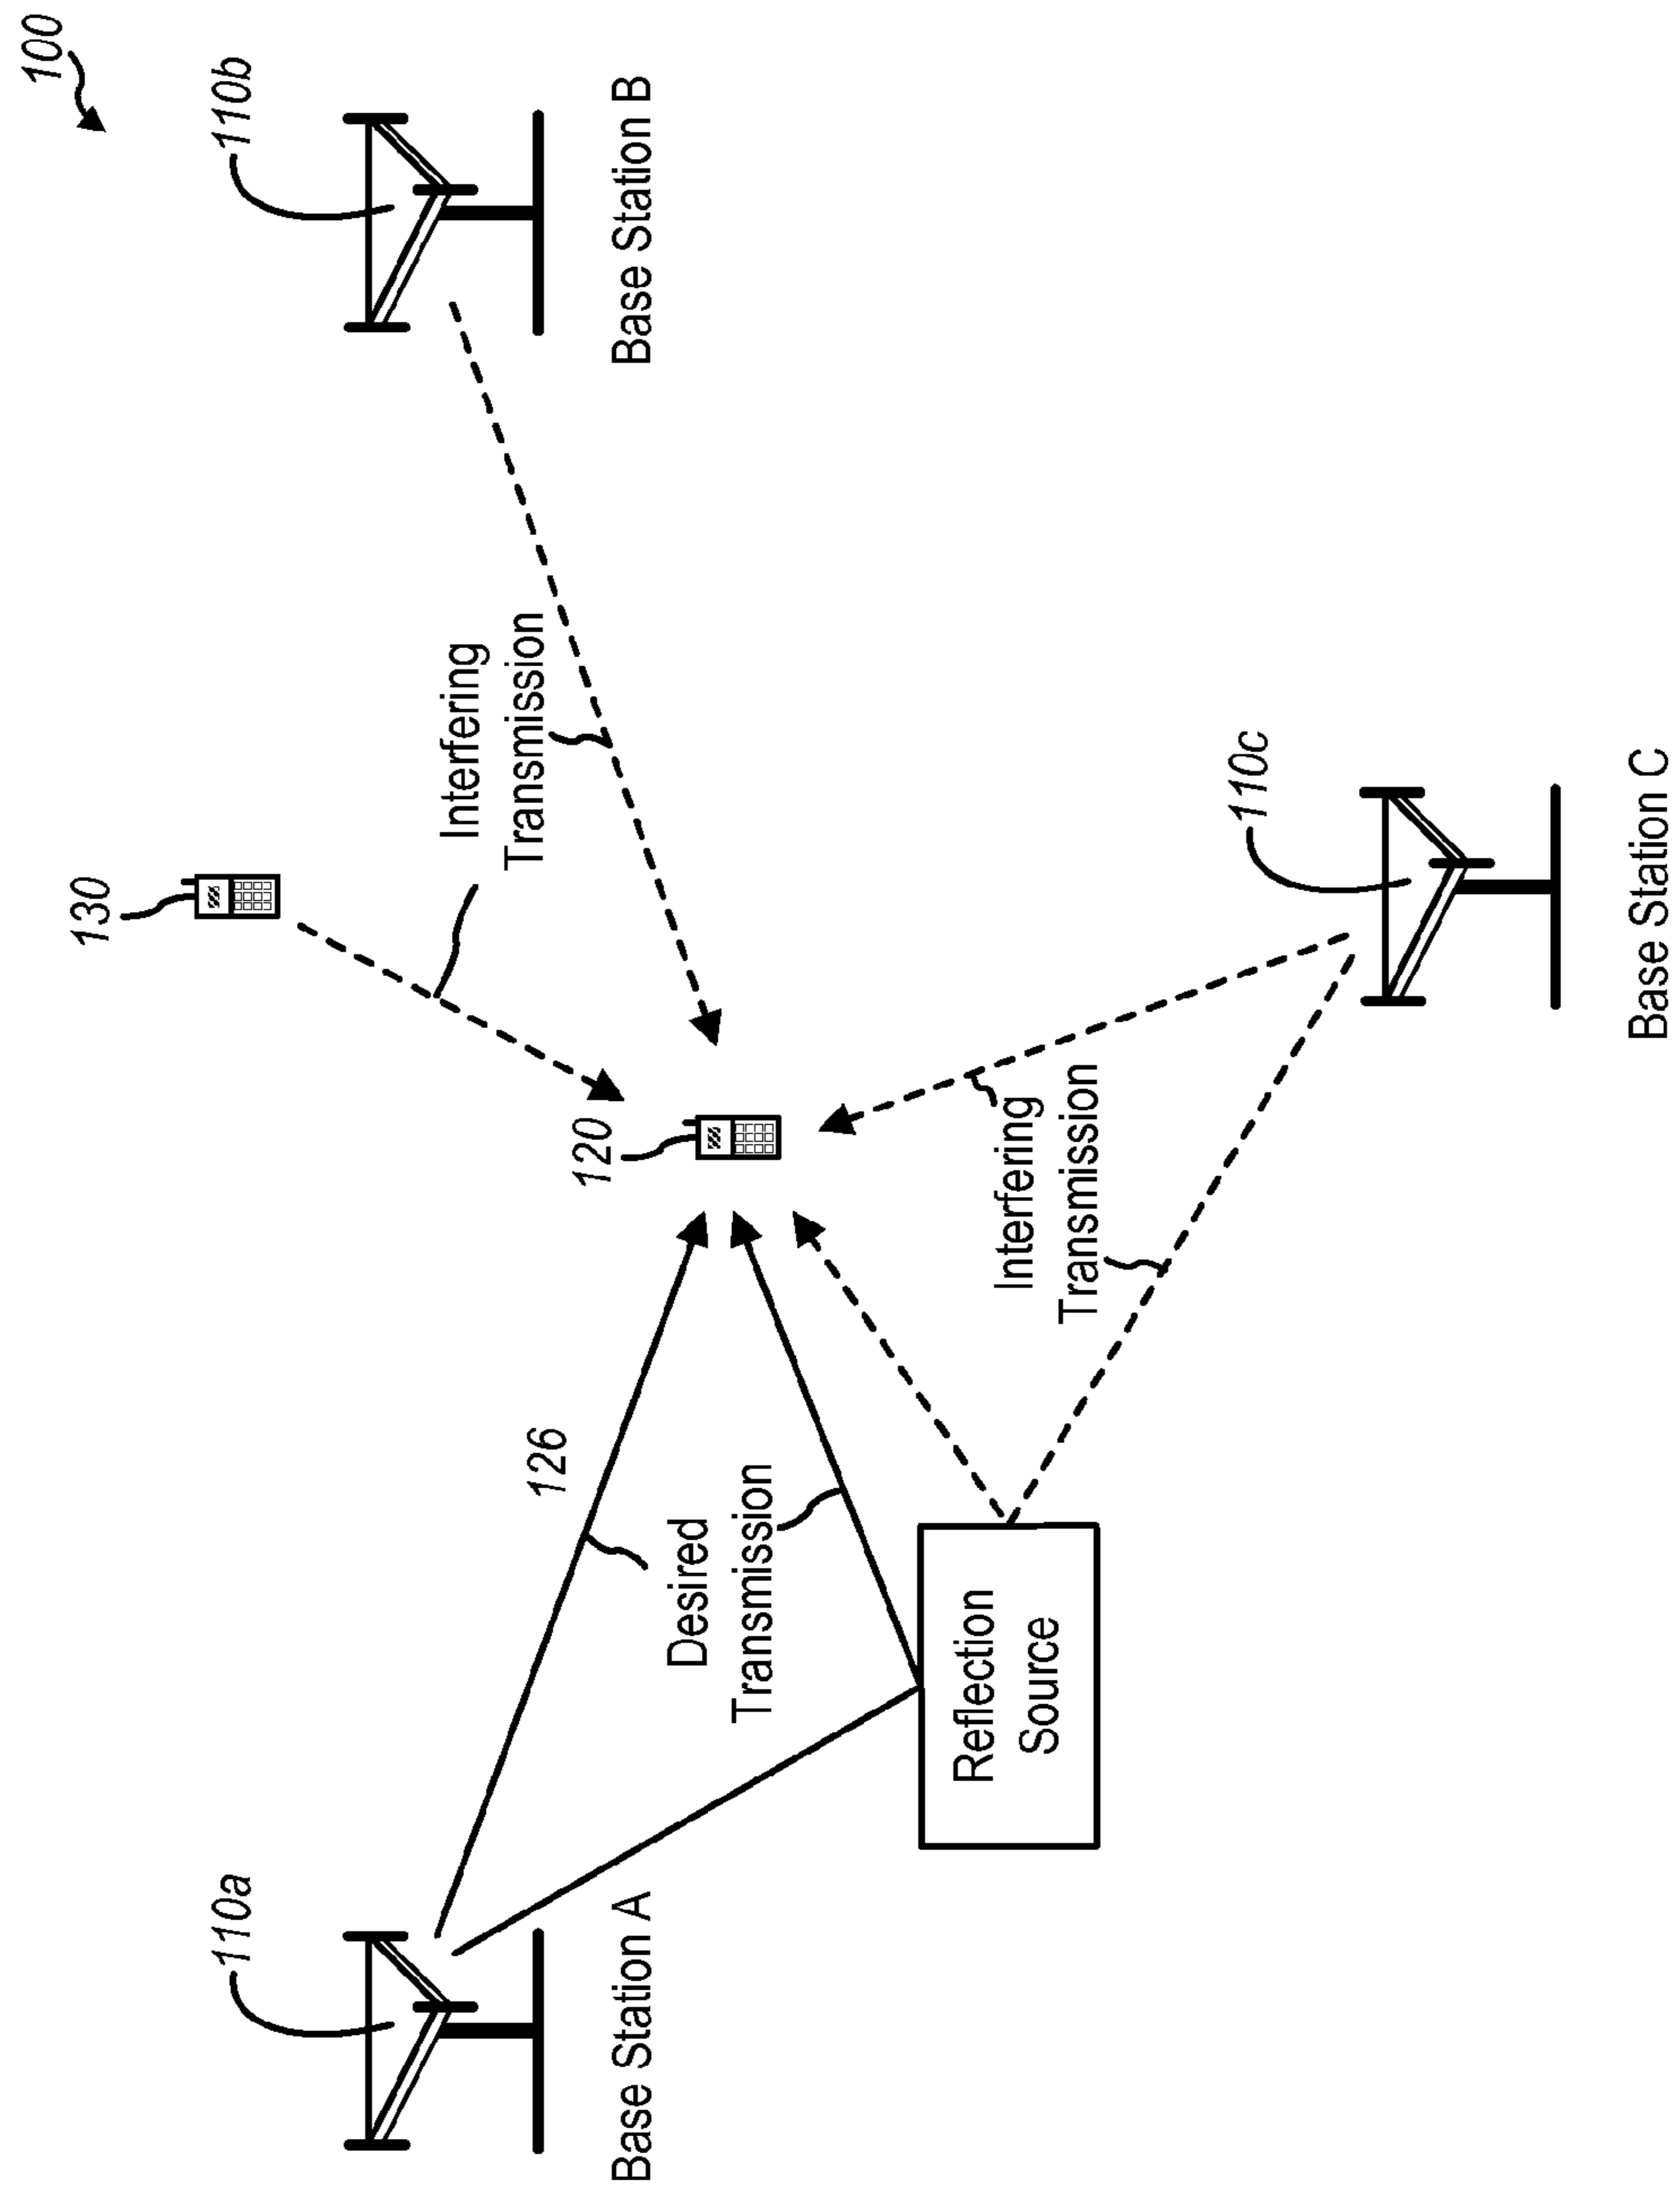 100
110a
110b
130
Base Station A
Base Station B
126
120
Interfering
Transmission
Desired
Transmission
Reflection
Source
Interfering
Transmission
110c
Base Station C